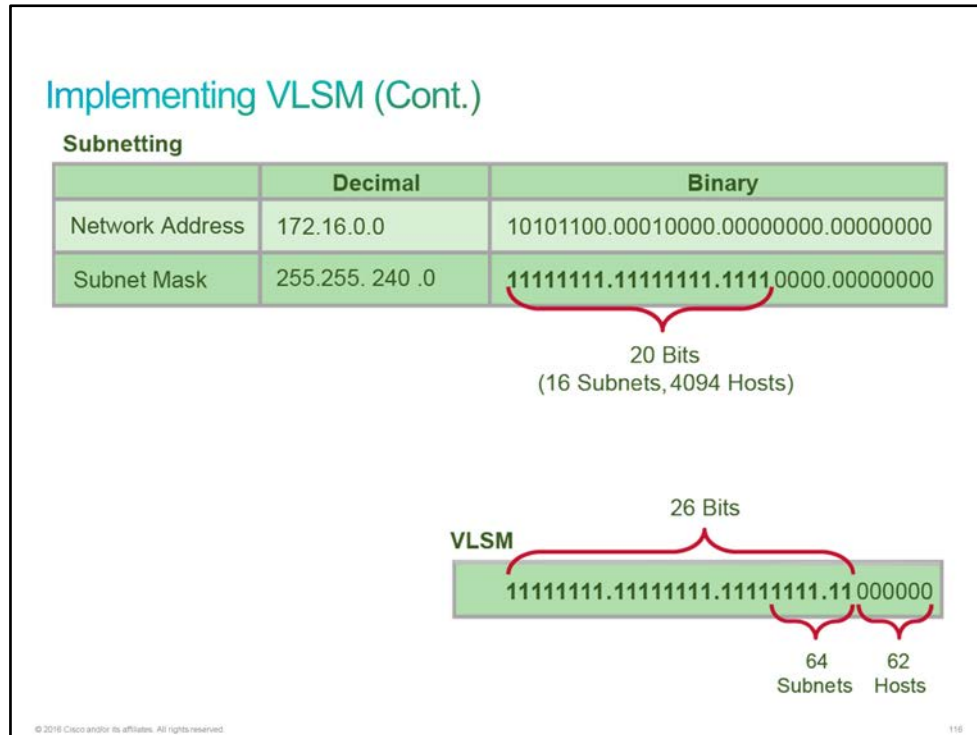 Implementing VLSM (Cont.)
Subnetting
Decimal Binary
Network Address 172.16.0.0 10101100.00010000.00000000.00000000
Subnet Mask 255.255. 240 .0 11111111.11111111.11110000.00000000
20 Bits
(16 Subnets, 4094 Hosts)
26 Bits
VLSM
11111111.11111111.11111111.11000000
64 62
Subnets Hosts
© 2016 Cisco and/or its affiliates. All rights reserved. 116